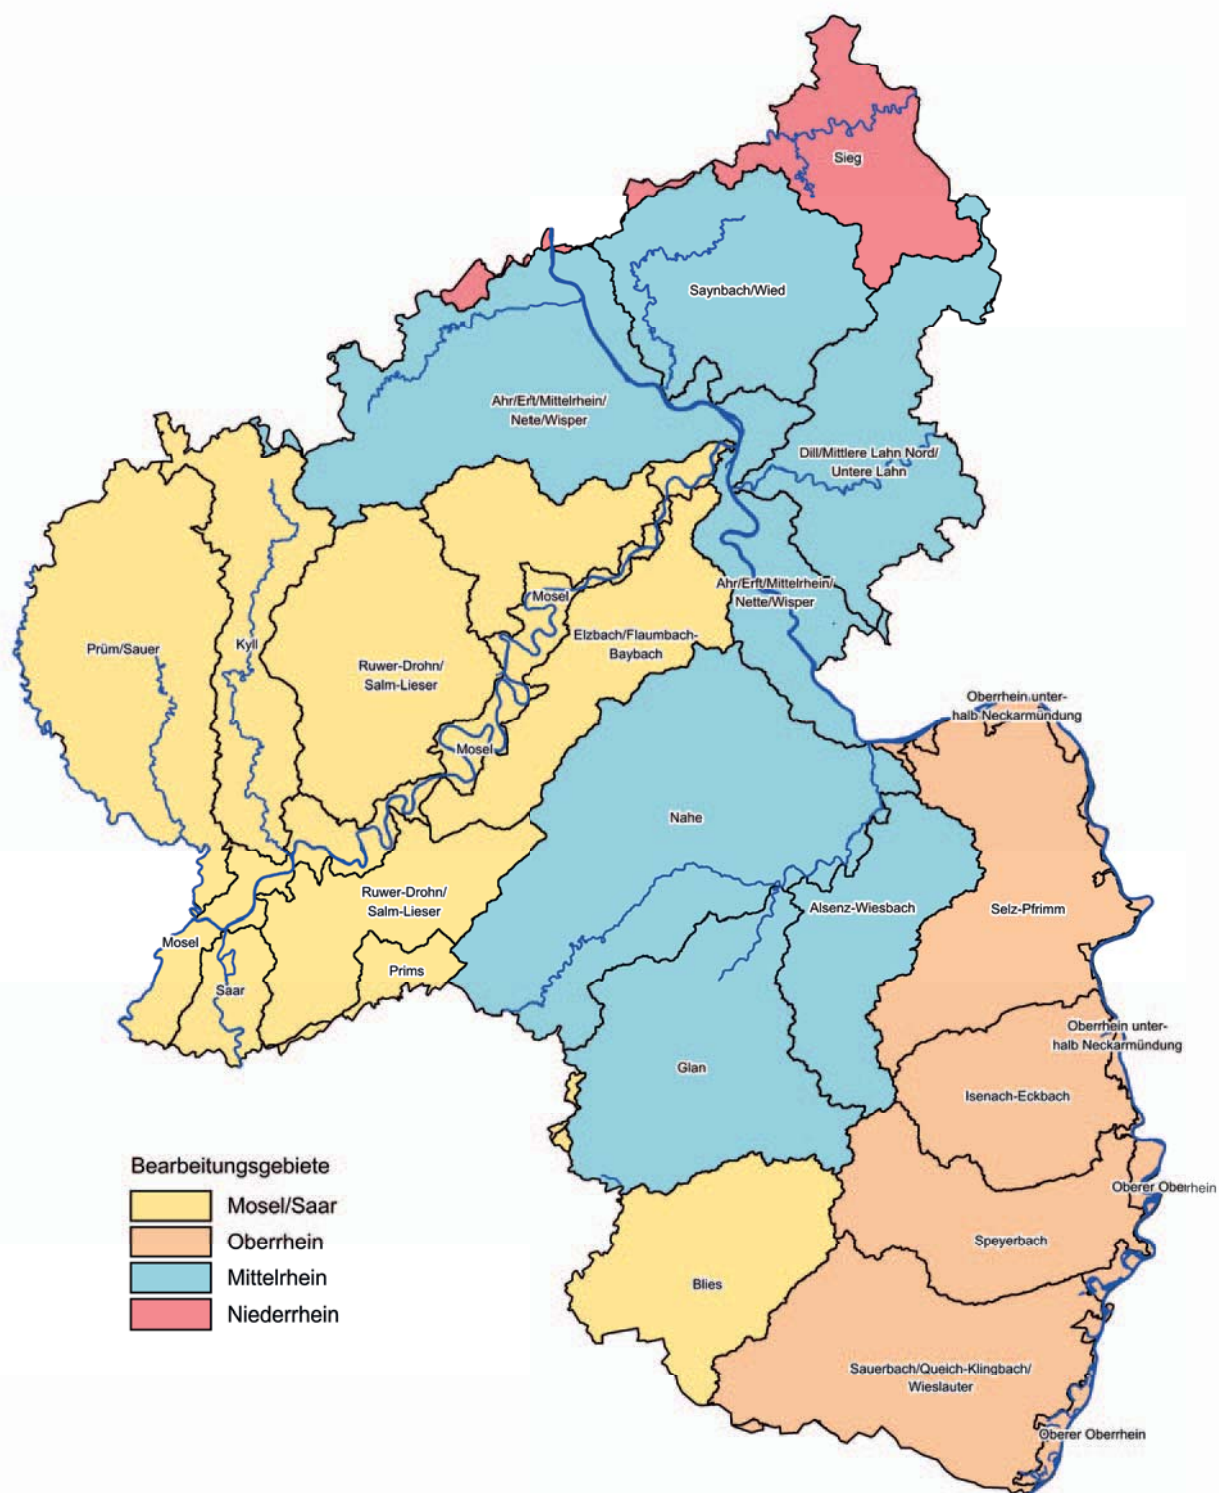 Sieg
Saynbach/Wied
Ahr/Erft/Mittelrhein/
Nete/Wisper
Dill/Mittlere Lahn Nord/
Untere Lahn
Ahr/Erft/Mittelrhein/
Nette/Wisper
Mosel
Elzbach/Flaumbach-
Baybach
Prüm/Sauer
Kyll
Ruwer-Drohn/
Salm-Lieser
Oberrhein unter-
halb Neckarmündung
Mosel
Nahe
Ruwer-Drohn/
Salm-Lieser
Alsenz-Wiesbach
Selz-Pfrimm
Mosel
Prims
Saar
Oberrhein unter-
halb Neckarmündung
Glan
Isenach-Eckbach
Bearbeitungsgebiete
Mosel/Saar
Oberrhein
Mittelrhein
Niederrhein
Oberer Oberrhein
Speyerbach
Blies
Sauerbach/Queich-Klingbach/
Wieslauter
Oberer Oberrhein